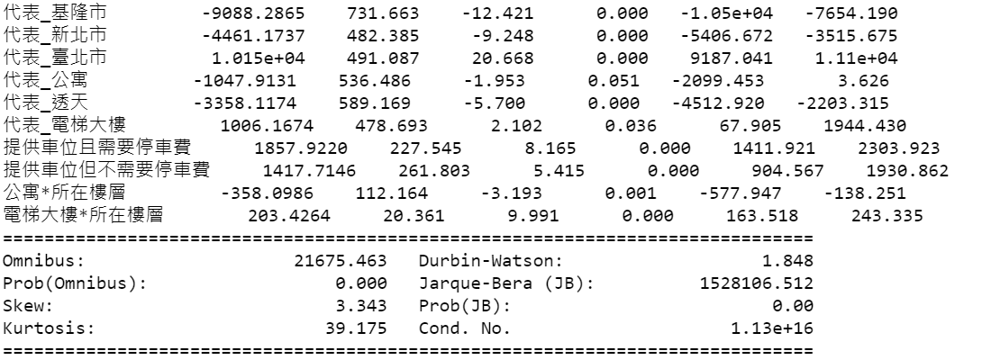 代表_基隆市 -9088.2865 731.663 -12.421 0.000 -1.05e+04 -7654.190
代表_新北市 -4461.1737 482.385 -9.248 0.000 -5406.672 -3515.675
代表_臺北市 1.015e+04 491.087 20.668 0.000 9187.041 1.11e+04
代表_公寓 -1047.9131 536.486 -1.953 0.051 -2099.453 3.626
代表_透天 -3358.1174 589.169 -5.700 0.000 -4512.920 -2203.315
代表_電梯大樓 1006.1674 478.693 2.102 0.036 67.905 1944.430
提供車位且需要停車費 1857.9220 227.545 8.165 0.000 1411.921 2303.923
提供車位但不需要停車費 1417.7146 261.803 5.415 0.000 904.567 1930.862
公寓*所在樓層 -358.0986 112.164 -3.193 0.001 -577.947 -138.251
電梯大樓*所在樓層 203.4264 20.361 9.991 0.000 163.518 243.335
==============================================================================
Omnibus: 21675.463 Durbin-Watson: 1.848
Prob(Omnibus): 0.000 Jarque-Bera (JB): 1528106.512
Skew: 3.343 Prob(JB): 0.00
Kurtosis: 39.175 Cond. No. 1.13e+16
==============================================================================